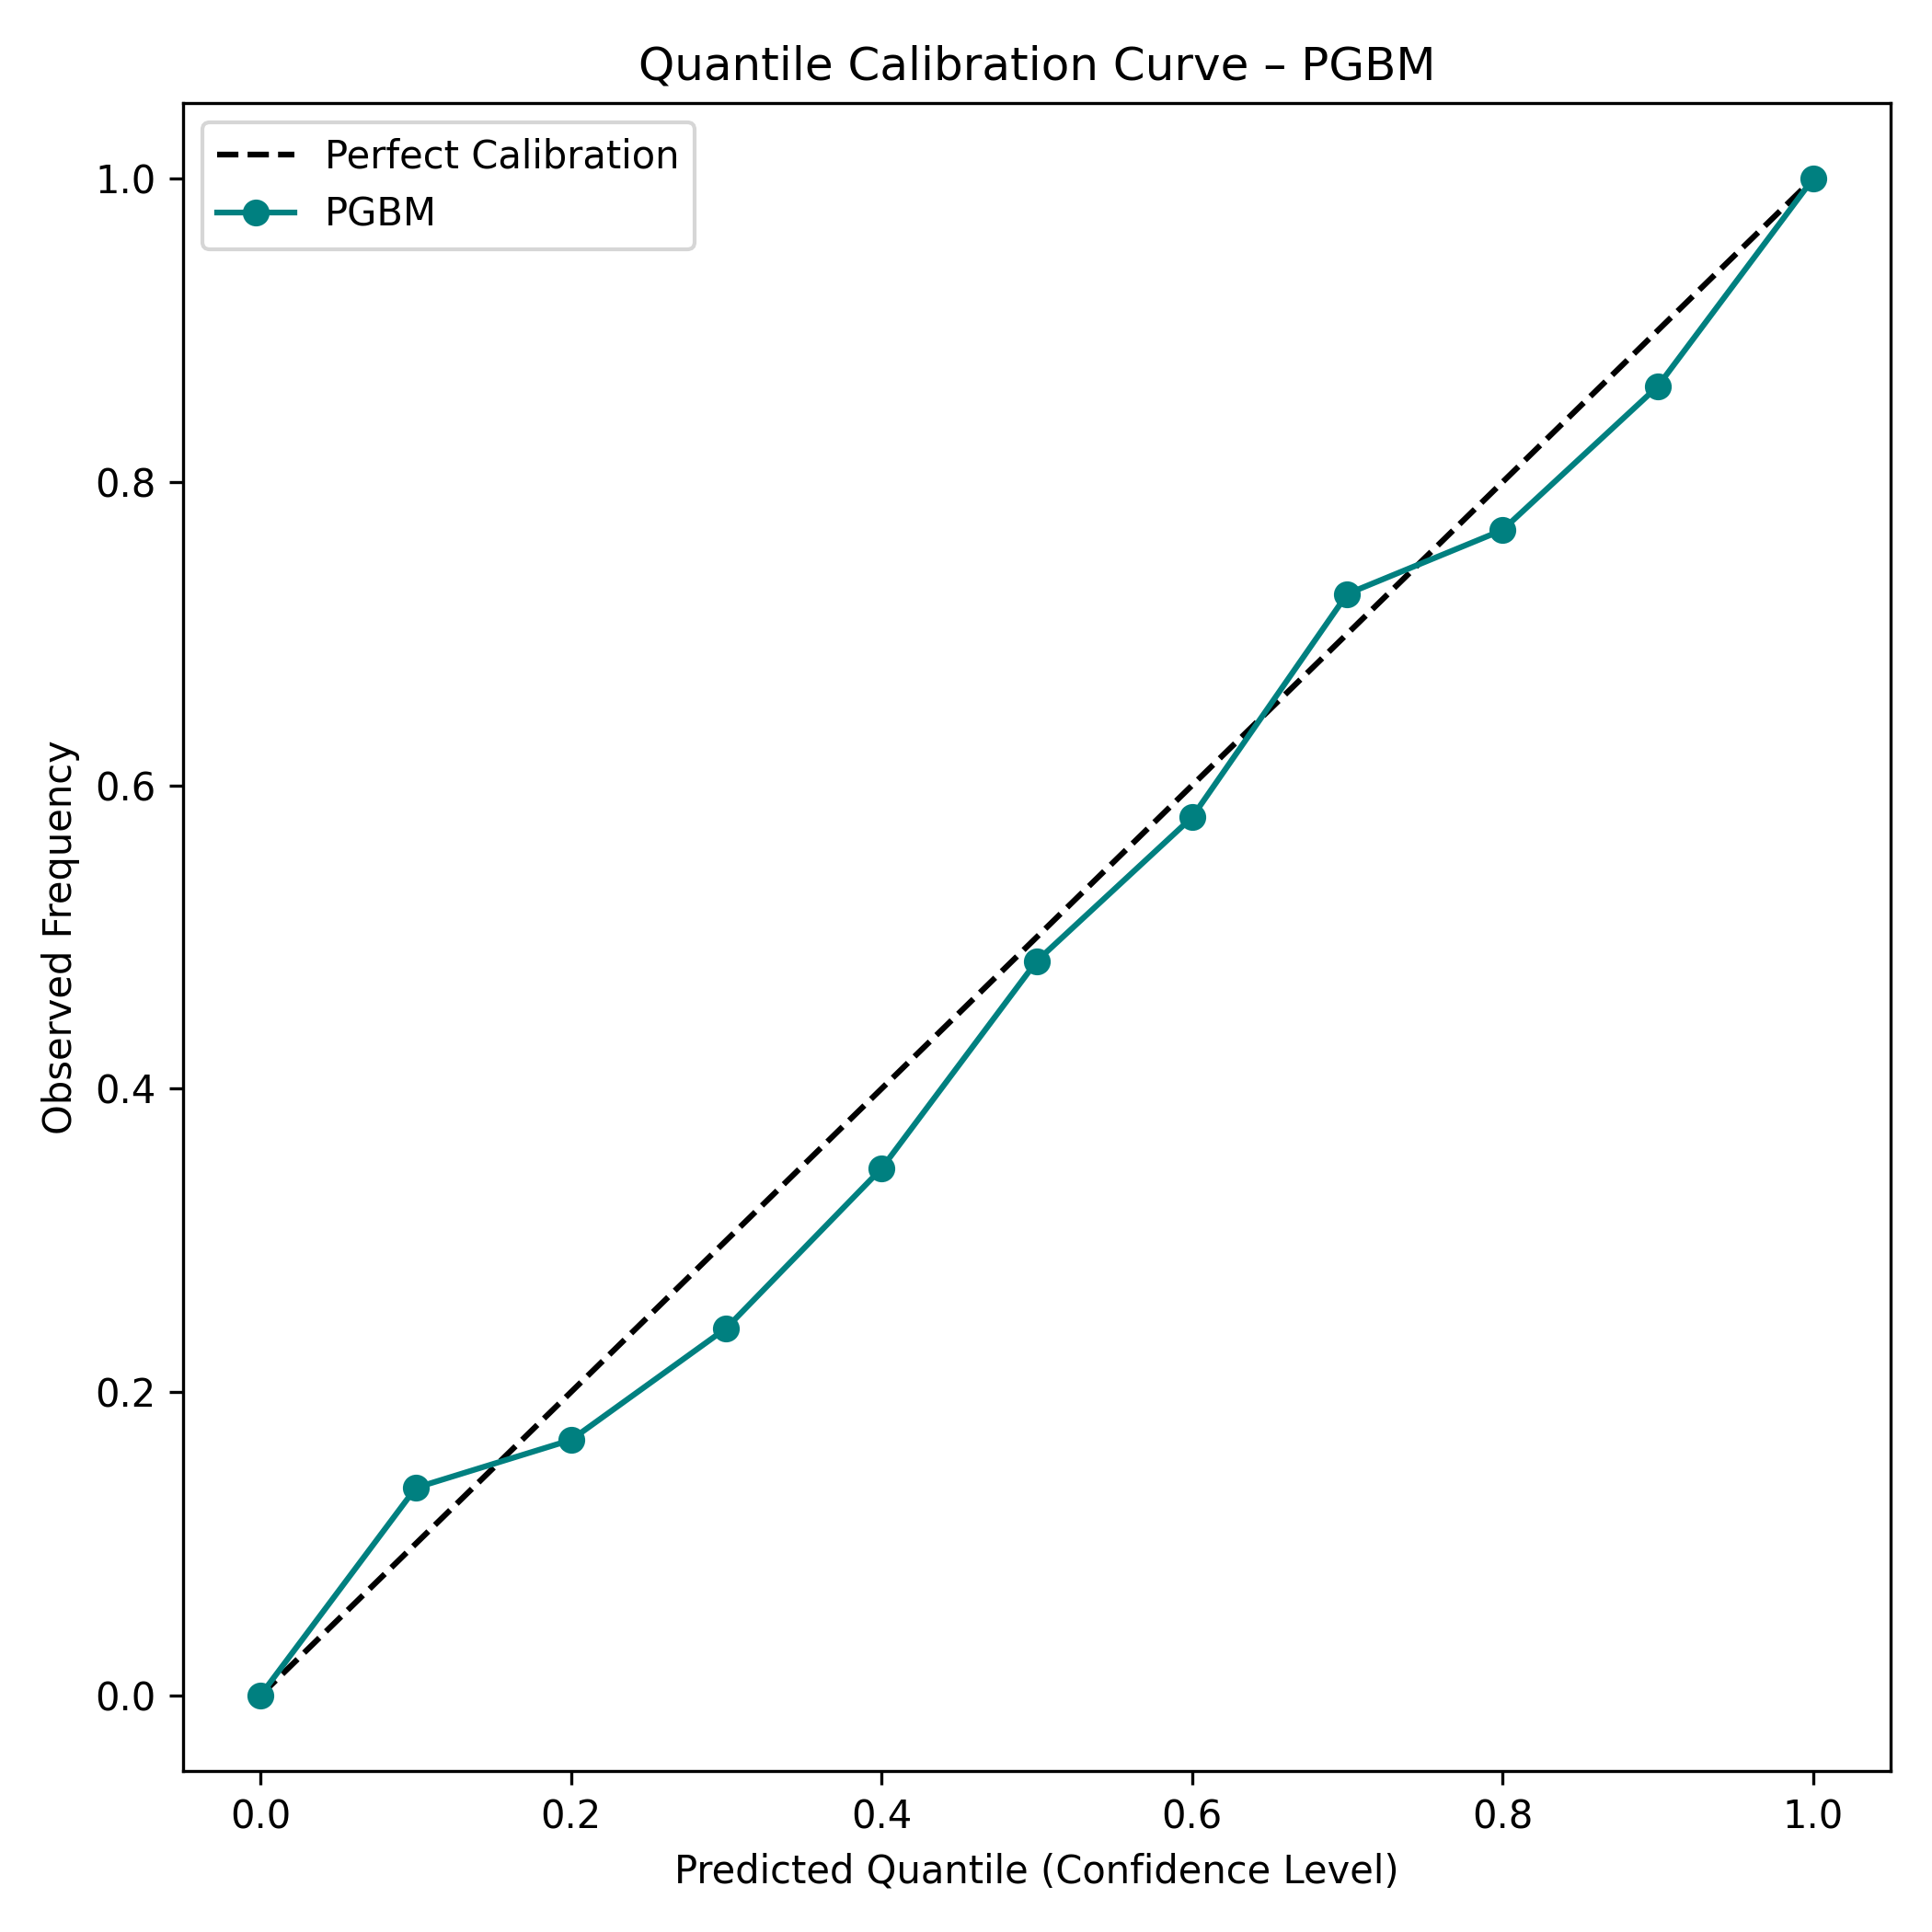 Quantile Calibration Curve – PGBM
Perfect Calibration
PGBM
1.0
0.8
0.6
0.4
0.2
0.0
Observed Frequency
0.0 0.2 0.4 0.6 0.8 1.0
Predicted Quantile (Confidence Level)